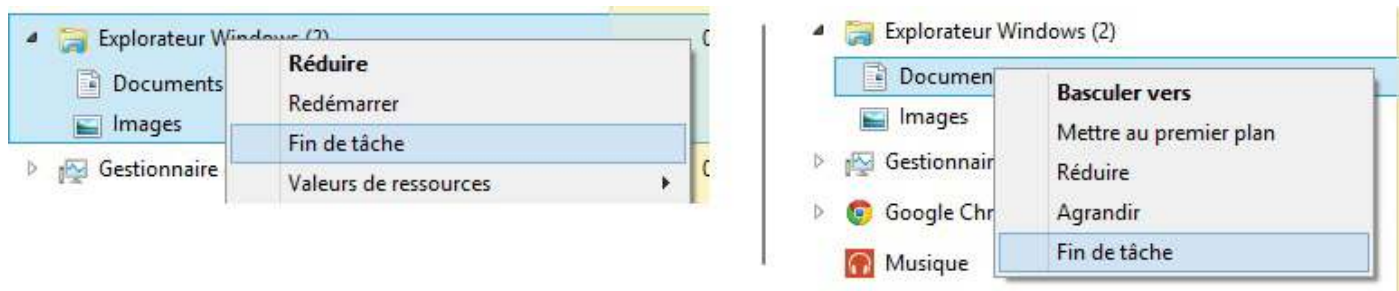 Explorateur Windows (2)
Réduire
Documents
Redémarrer
Images
Fin de tâche
Gestionnaire
Valeurs de ressources
Explorateur Windows (2)
Documen
Basculer vers
Images
Mettre au premier plan
Gestionnair
Réduire
Google Chr
Agrandir
Musique
Fin de tâche